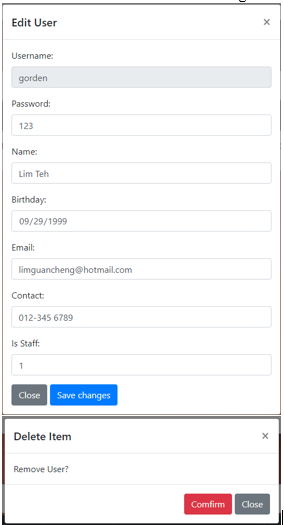 Edit User ×
Username:
gorden
Password:
123
Name:
Lim Teh
Birthday:
09/29/1999
Email:
limguancheng@hotmail.com
Contact:
012-345 6789
Is Staff:
1
Close Save changes
Delete Item ×
Remove User?
Comfirm Close